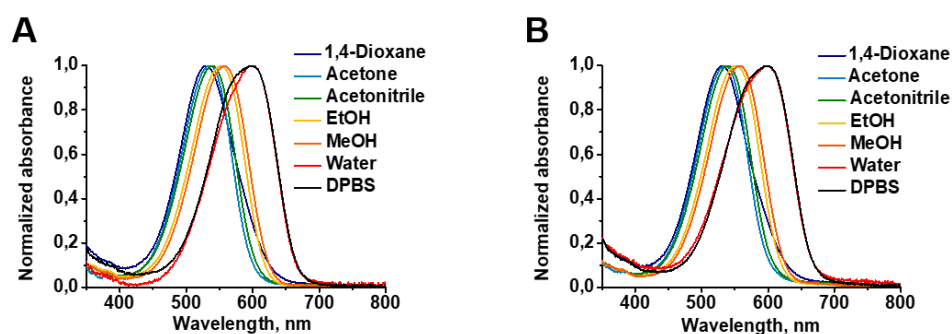 A
1,4-Dioxane
Acetone
Acetonitrile
EtOH
MeOH
Water
DPBS
Normalized absorbance
1,0
0,8
0,6
0,4
0,2
0,0
400 500 600 700 800
Wavelength, nm
B
1,4-Dioxane
Acetone
Acetonitrile
EtOH
MeOH
Water
DPBS
Normalized absorbance
1,0
0,8
0,6
0,4
0,2
0,0
400 500 600 700 800
Wavelength, nm